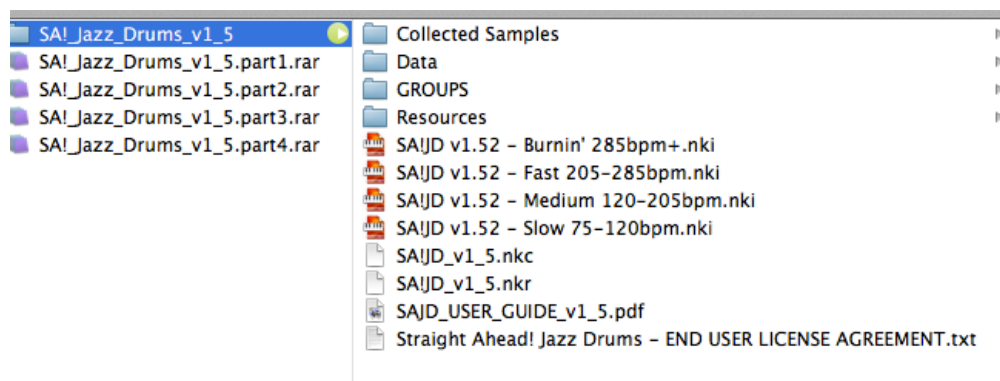 SA!_Jazz_Drums_v1_5
SA!_Jazz_Drums_v1_5.part1.rar
SA!_Jazz_Drums_v1_5.part2.rar
SA!_Jazz_Drums_v1_5.part3.rar
SA!_Jazz_Drums_v1_5.part4.rar
Collected Samples
Data
GROUPS
Resources
SA!JD v1.52 – Burnin' 285bpm+.nki
SA!JD v1.52 – Fast 205-285bpm.nki
SA!JD v1.52 – Medium 120-205bpm.nki
SA!JD v1.52 – Slow 75-120bpm.nki
SA!JD_v1_5.nkc
SA!JD_v1_5.nkr
SAJD_USER_GUIDE_v1_5.pdf
Straight Ahead! Jazz Drums – END USER LICENSE AGREEMENT.txt